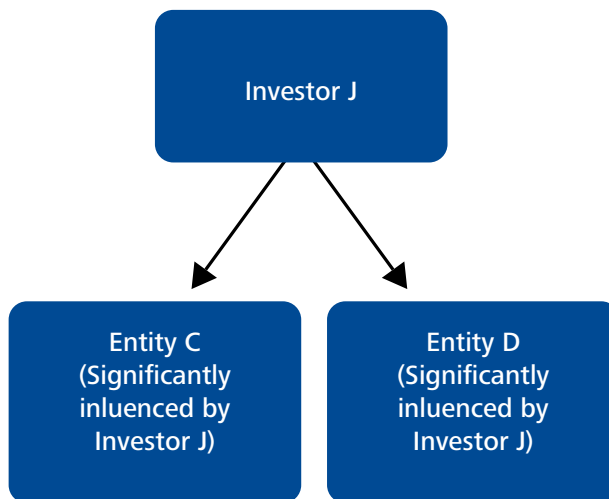 Investor J
Entity C
(Significantly
inluenced by
Investor J)
Entity D
(Significantly
inluenced by
Investor J)